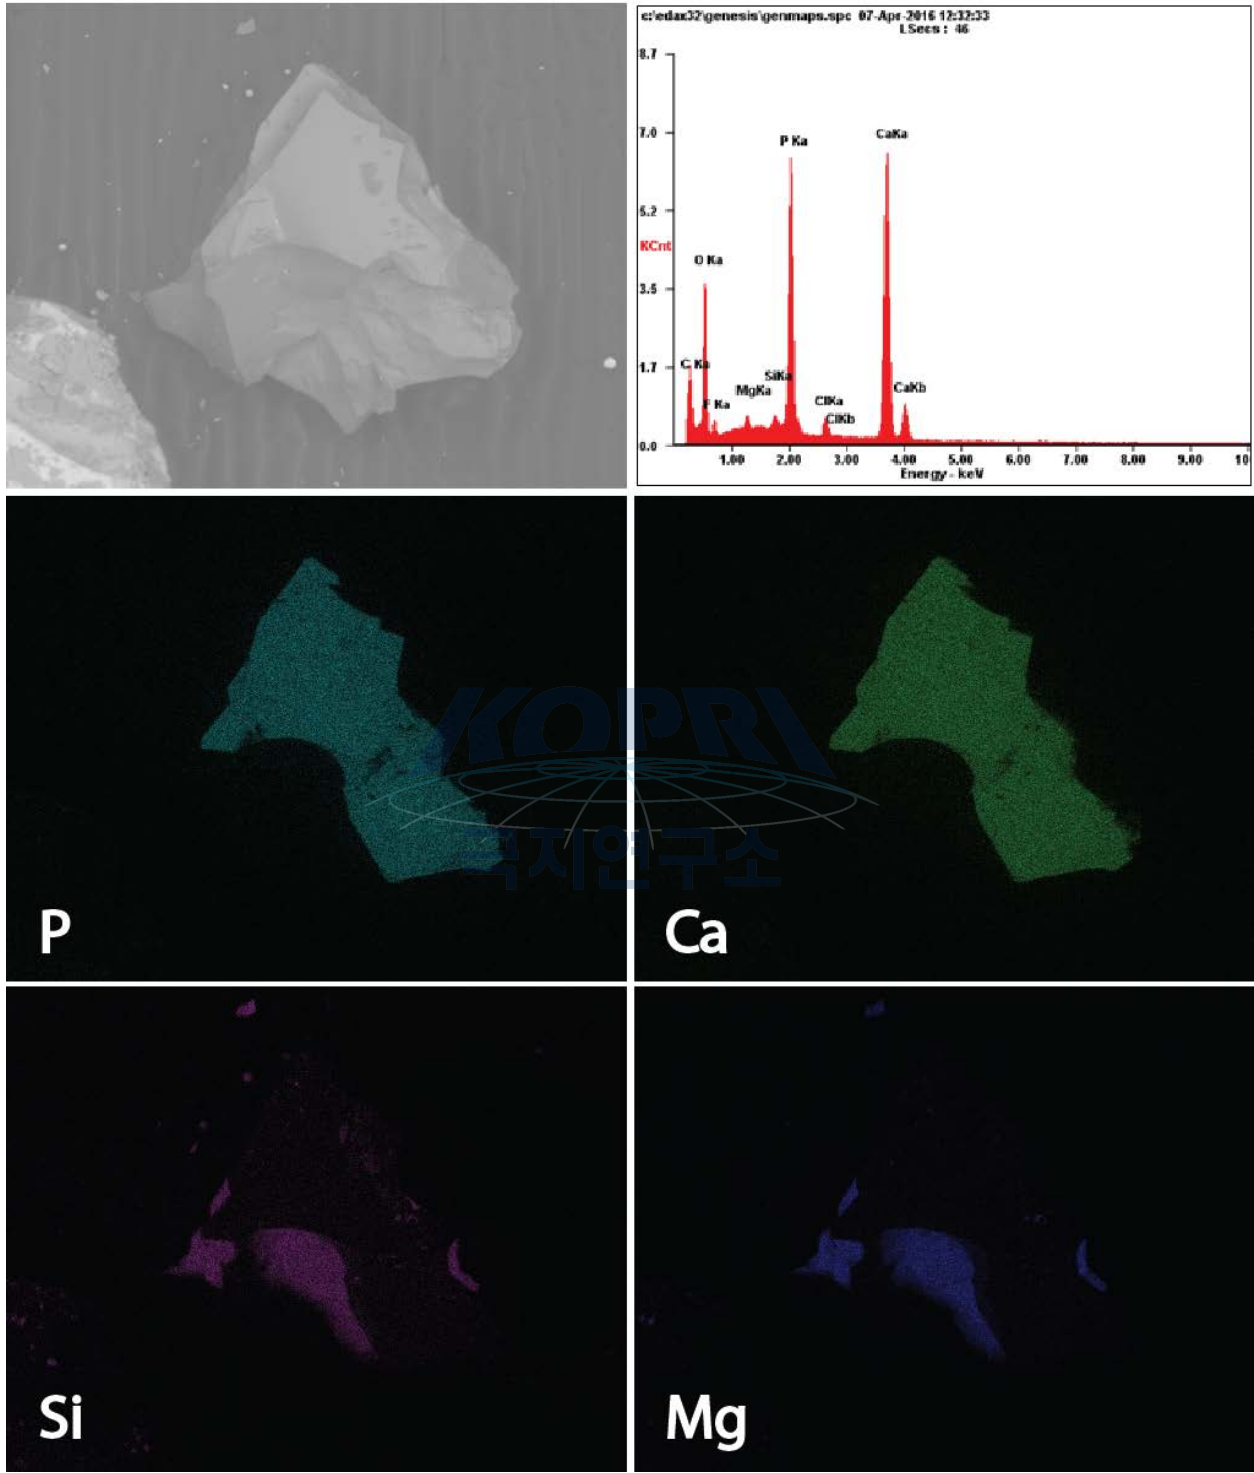 c:\edax32\genesis\genmaps.spc 07-Apr-2016 12:32:33
LSecs : 46
8.7
7.0
5.2
KCnt
3.5
1.7
0.0
C Ka
O Ka
F Ka
MgKa
SiKa
P Ka
ClKa
ClKb
CaKa
CaKb
1.00 2.00 3.00 4.00 5.00 6.00 7.00 8.00 9.00 10
Energy - keV
KOPRI
극지연구소
P
Ca
Si
Mg